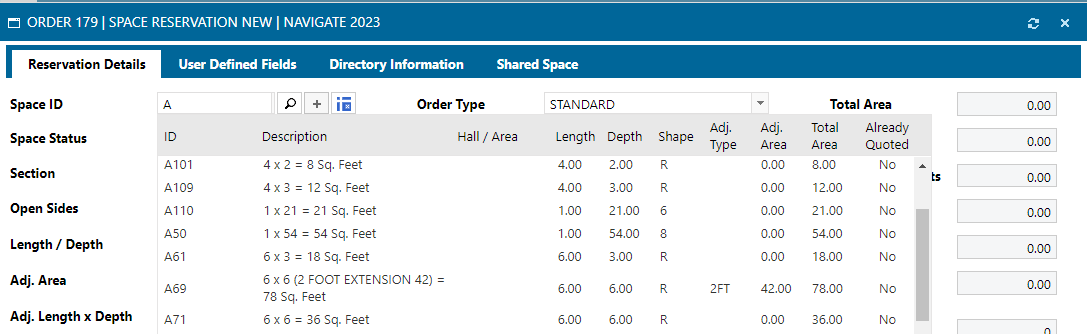 ORDER 179 | SPACE RESERVATION NEW | NAVIGATE 2023
Reservation Details User Defined Fields Directory Information Shared Space
Space ID A Order Type STANDARD Total Area 0.00
ID Description Hall / Area Length Depth Shape Adj. Type Adj. Area Total Area Already Quoted
Space Status 0.00
A101 4 x 2 = 8 Sq. Feet 4.00 2.00 R 0.00 8.00 No
Section ts 0.00
A109 4 x 3 = 12 Sq. Feet 4.00 3.00 R 0.00 12.00 No
Open Sides 0.00
A110 1 x 21 = 21 Sq. Feet 1.00 21.00 6 0.00 21.00 No
A50 1 x 54 = 54 Sq. Feet 1.00 54.00 8 0.00 54.00 No
Length / Depth 0.00
A61 6 x 3 = 18 Sq. Feet 6.00 3.00 R 0.00 18.00 No
Adj. Area 0.00
A69 6 x 6 (2 FOOT EXTENSION 42) = 78 Sq. Feet 6.00 6.00 R 2FT 42.00 78.00 No
Adj. Length x Depth 0
A71 6 x 6 = 36 Sq. Feet 6.00 6.00 R 0.00 36.00 No